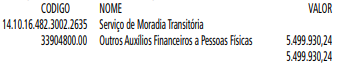 CODIGO NOME VALOR
14.10.16.482.3002.2635 Serviço de Moradia Transitória
33904800.00 Outros Auxílios Financeiros a Pessoas Físicas 5.499.930,24
5.499.930,24